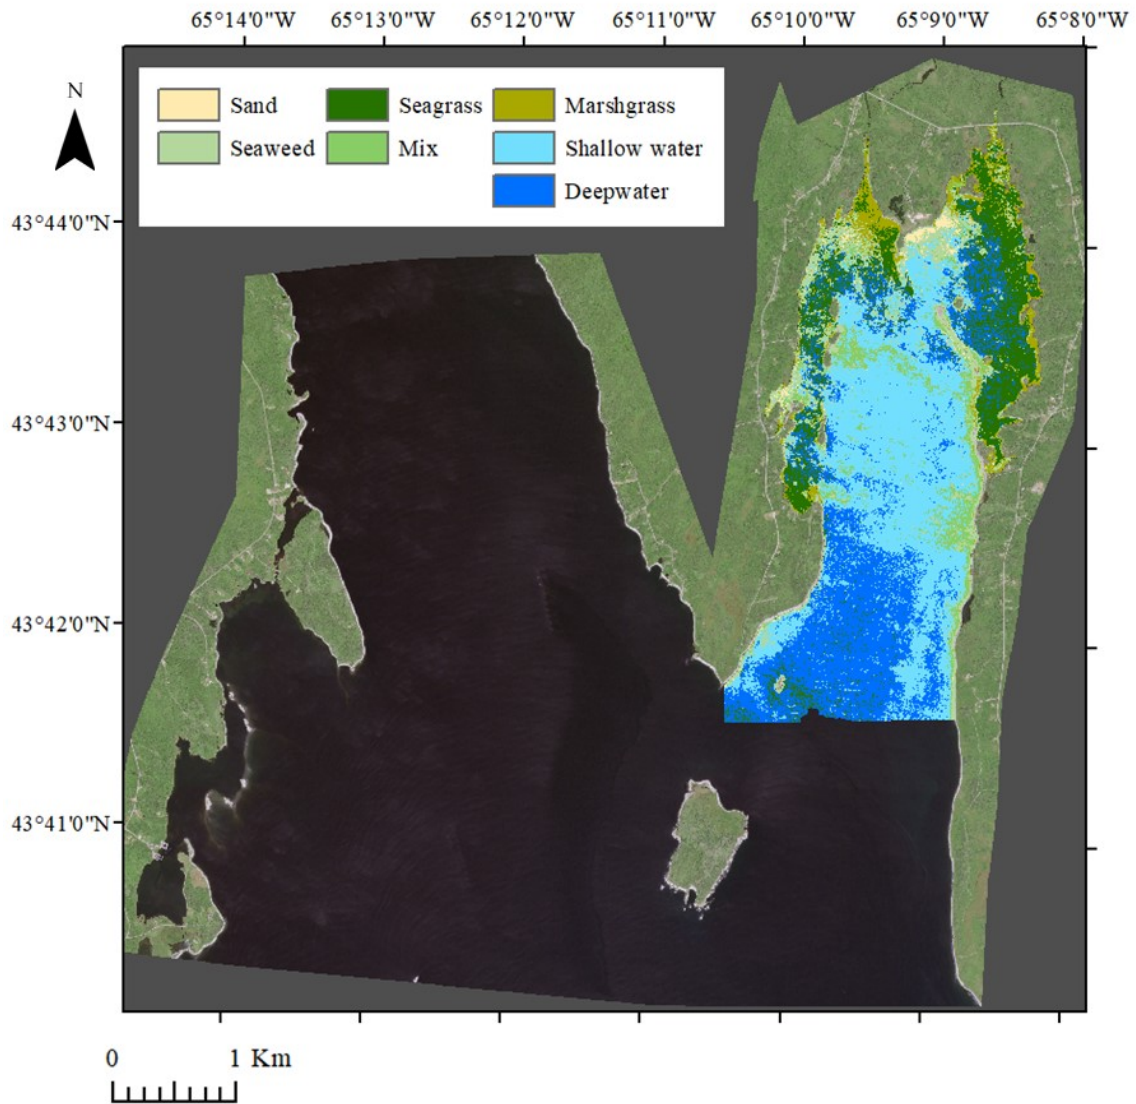 65°14'0"W 65°13'0"W 65°12'0"W 65°11'0"W 65°10'0"W 65°90'0"W 65°80'0"W
N
Sand Seagrass Marshgrass
Seaweed Mix Shallow water
Deepwater
43°44'0"N
43°43'0"N
43°42'0"N
43°41'0"N
0 1 Km